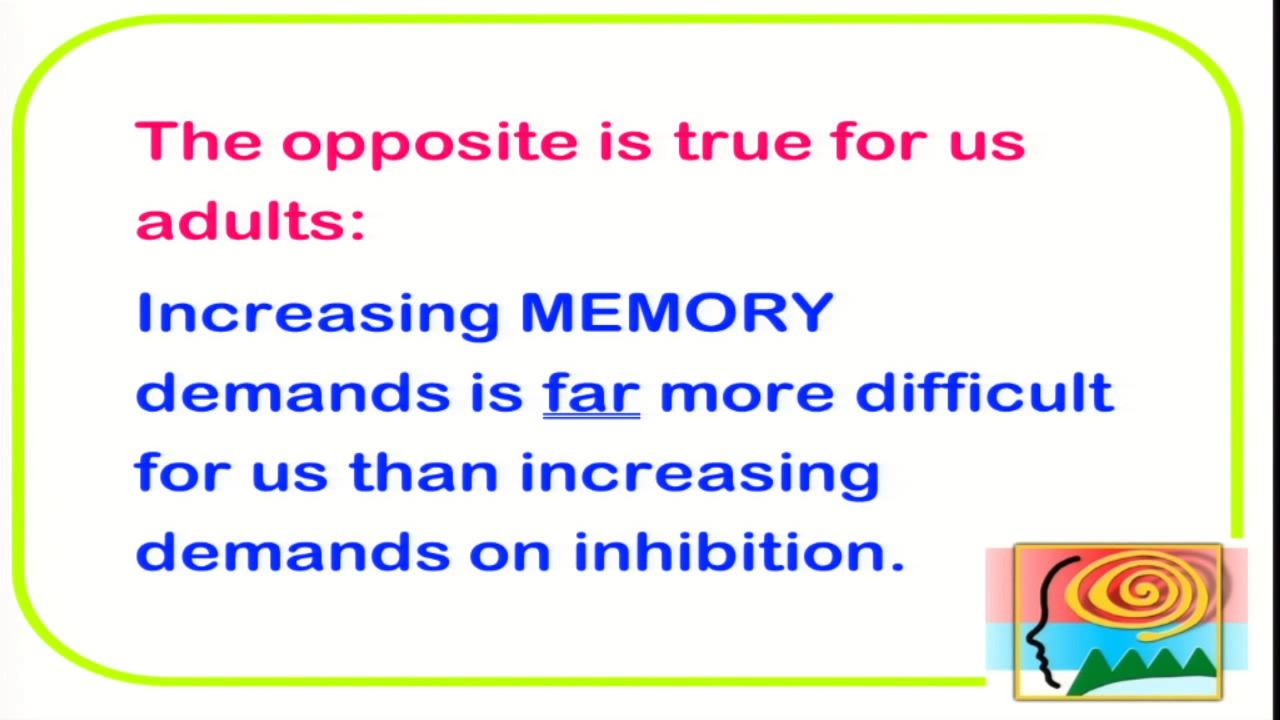 The opposite is true for us
adults:
Increasing MEMORY
demands is far more difficult
for us than increasing
demands on inhibition.